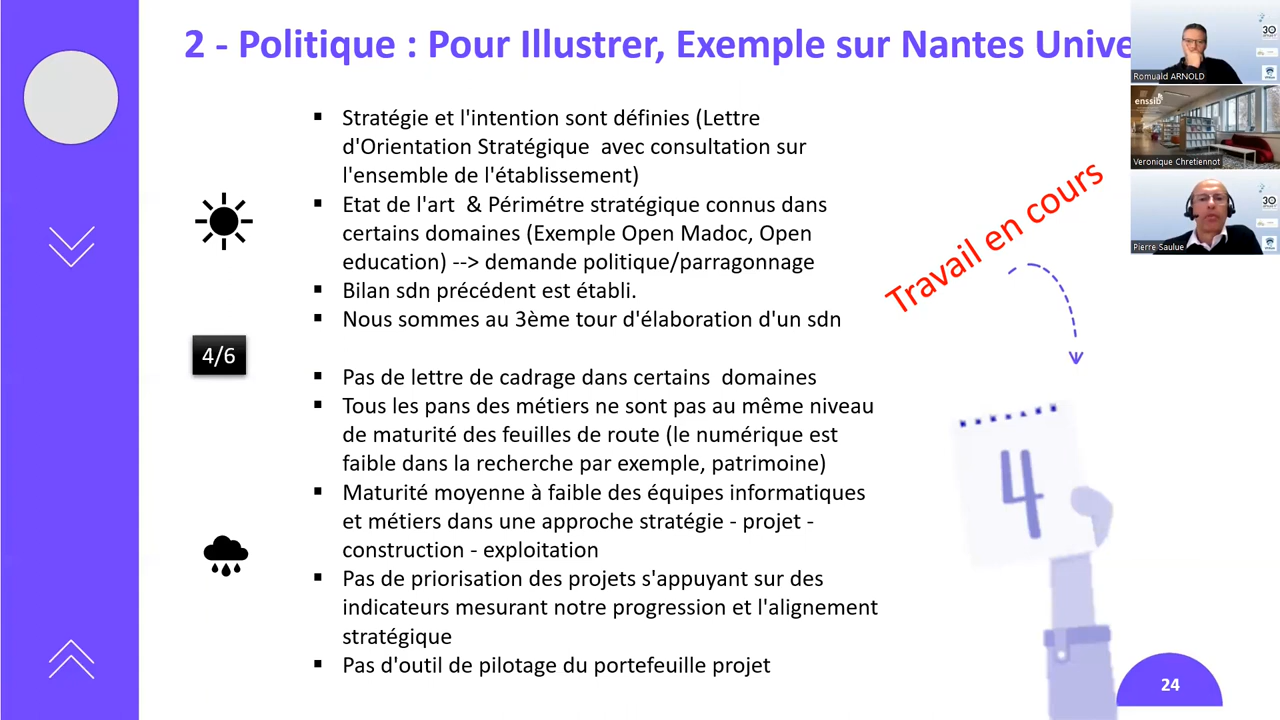 2 - Politique : Pour Illustrer, Exemple sur Nantes Unive
Stratégie et l'intention sont définies (Lettre
d'Orientation Stratégique avec consultation sur
l'ensemble de l'établissement)
Etat de l'art & Périmétre stratégique connus dans
certains domaines (Exemple Open Madoc, Open
education) --> demande politique/parragonnage
Bilan sdn précédent est établi.
Nous sommes au 3ème tour d'élaboration d'un sdn
4/6
Pas de lettre de cadrage dans certains domaines
Tous les pans des métiers ne sont pas au même niveau
de maturité des feuilles de route (le numérique est
faible dans la recherche par exemple, patrimoine)
Maturité moyenne à faible des équipes informatiques
et métiers dans une approche stratégie - projet -
construction - exploitation
Pas de priorisation des projets s'appuyant sur des
indicateurs mesurant notre progression et l'alignement
stratégique
Pas d'outil de pilotage du portefeuille projet
Travail en cours
4
24
30
Romuald ARNOLD
enssib
Veronique Chretiennot
30
Pierre Saulue